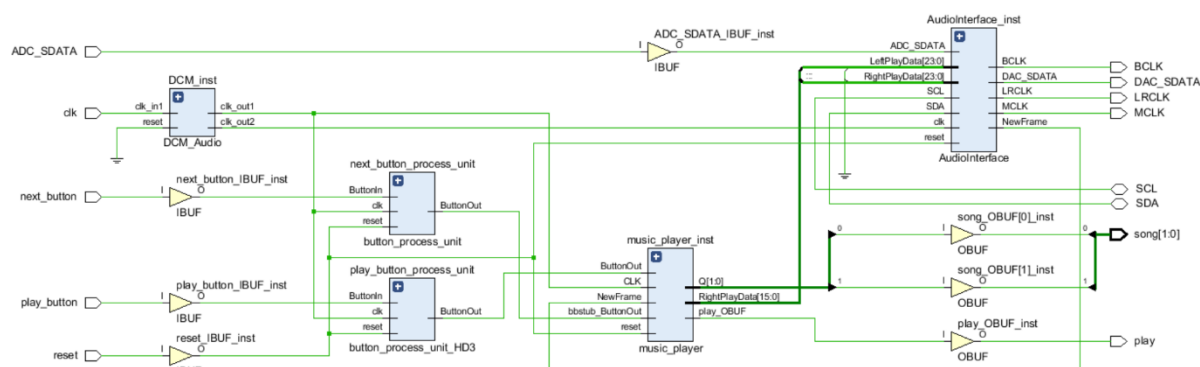 AudioInterface_inst
ADC_SDATA
I
O
ADC_SDATA_IBUF_inst
IBUF
ADC_SDATA
LeftPlayData[23:0]
RightPlayData[23:0]
SCL
SDA
clk
reset
BCLK
DAC_SDATA
LRCLK
MCLK
NewFrame
AudioInterface
BCLK
DAC_SDATA
LRCLK
MCLK
DCM_inst
clk
clk_in1
reset
clk_out1
clk_out2
DCM_Audio
next_button
next_button_IBUF_inst
I
O
IBUF
next_button_process_unit
ButtonIn
clk
reset
ButtonOut
button_process_unit
SCL
SDA
play_button
play_button_IBUF_inst
I
O
IBUF
play_button_process_unit
ButtonIn
clk
reset
ButtonOut
button_process_unit_HD3
music_player_inst
ButtonOut
CLK
NewFrame
bbstub_ButtonOut
reset
Q[1:0]
RightPlayData[15:0]
play_OBUF
music_player
song_OBUF[0]_inst
0
I
O
0
OBUF
song[1:0]
song_OBUF[1]_inst
1
I
O
1
OBUF
reset
reset_IBUF_inst
I
O
IBUF
play_OBUF_inst
I
O
OBUF
play